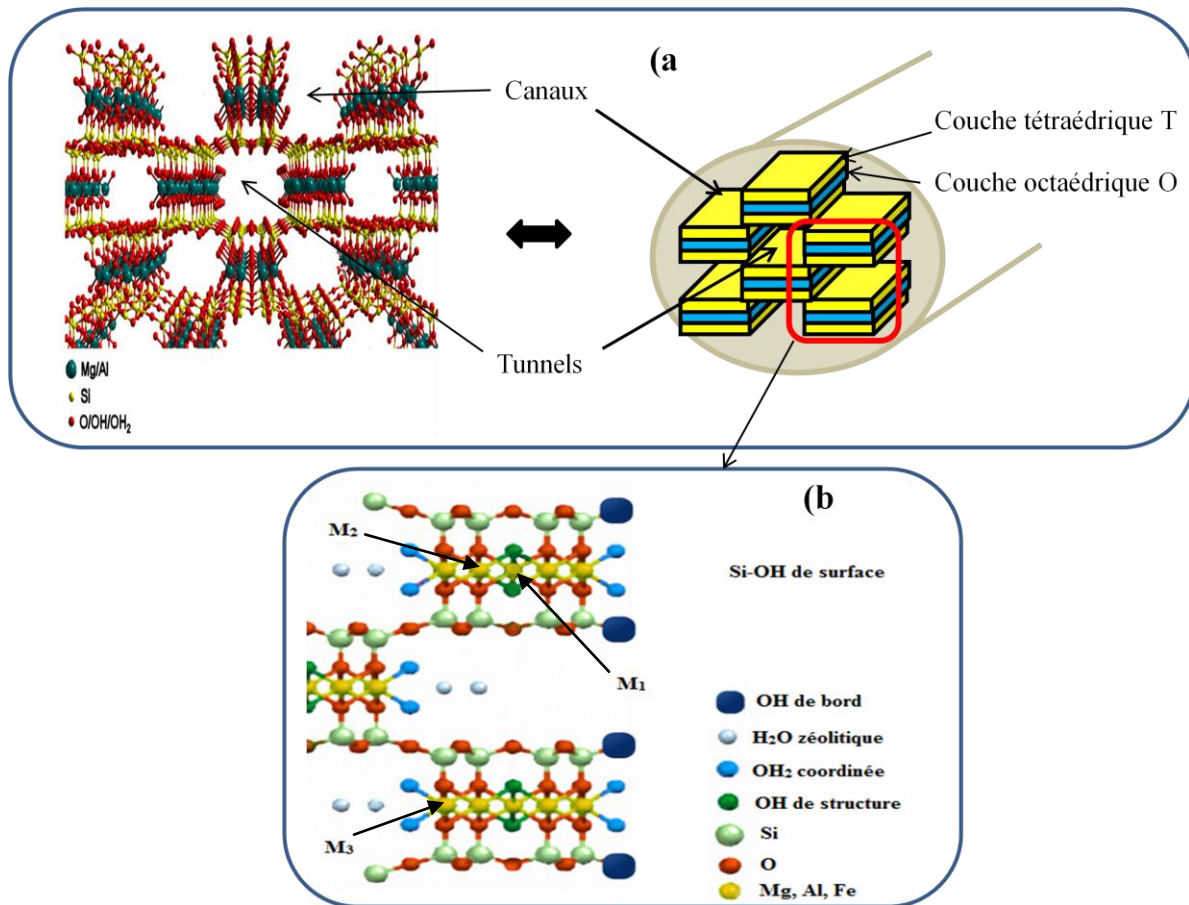 (a
Canaux
Couche tétraédrique T
Couche octaédrique O
Tunnels
Mg/Al
Si
O/OH/OH₂
(b)
M₂
Si-OH de surface
M₁
OH de bord
H₂O zéolitique
OH₂ coordinée
OH de structure
M₃
Si
O
Mg, Al, Fe